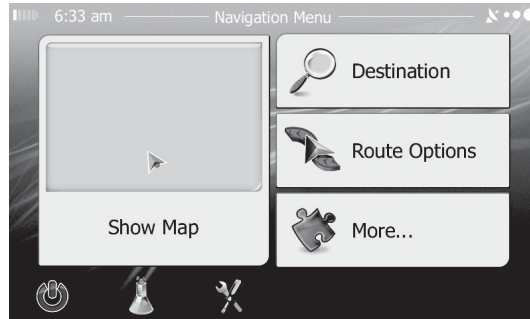 6:33 am Navigation Menu
Destination
Route Options
Show Map
More...